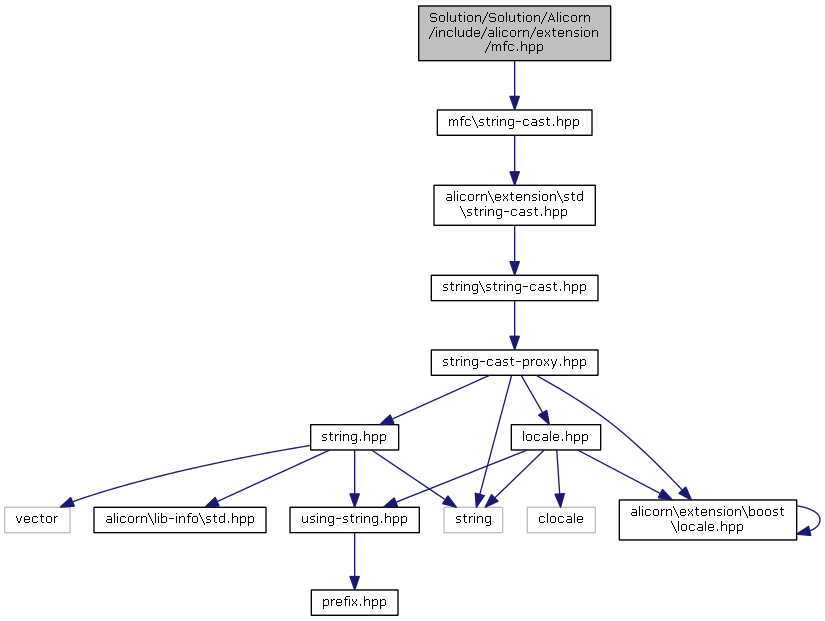 Solution/Solution/Alicorn
/include/alicorn/extension
/mfc.hpp
mfc\string-cast.hpp
alicorn\extension\std
\string-cast.hpp
string\string-cast.hpp
string-cast-proxy.hpp
string.hpp
locale.hpp
vector
alicorn\lib-info\std.hpp
using-string.hpp
string
clocale
alicorn\extension\boost
\locale.hpp
prefix.hpp